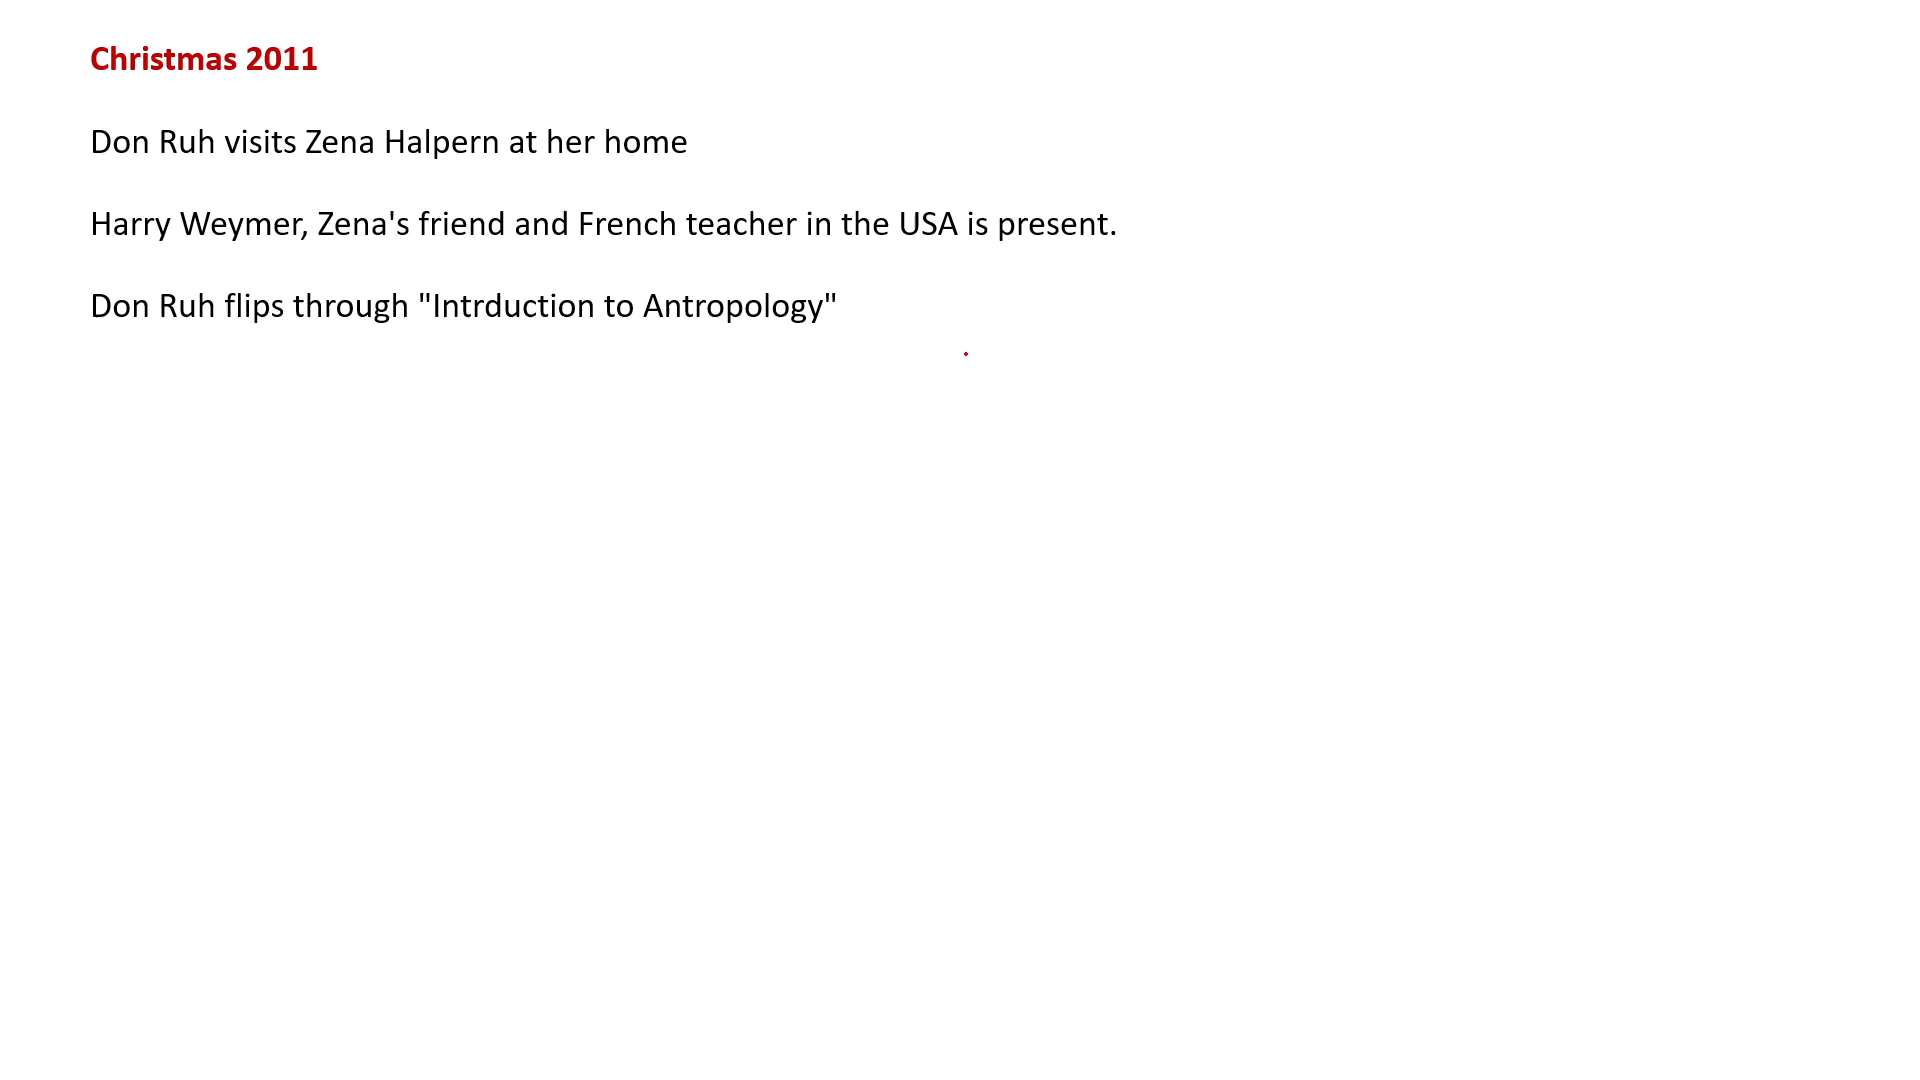 Christmas 2011
Don Ruh visits Zena Halpern at her home
Harry Weymer, Zena's friend and French teacher in the USA is present.
Don Ruh flips through "Intrduction to Antropology"